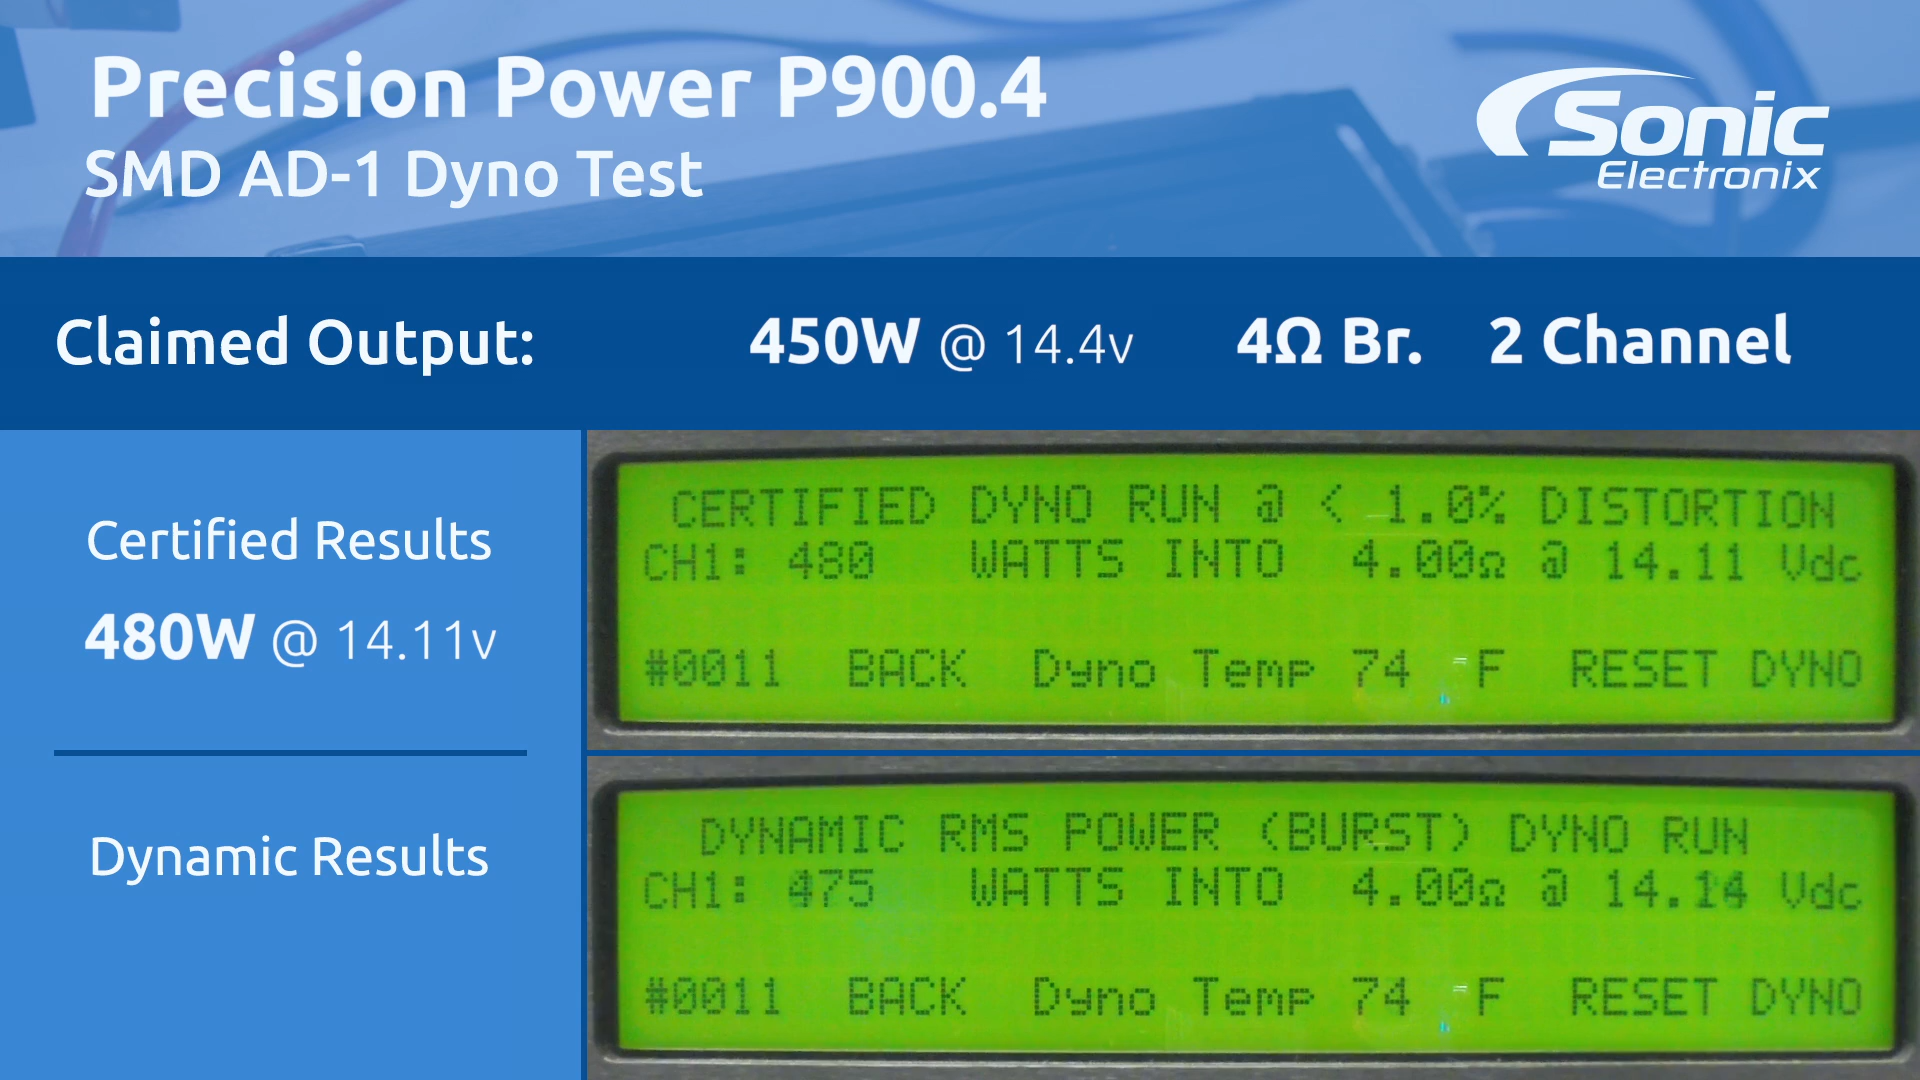 Precision Power P900.4
SMD AD-1 Dyno Test
Sonic
Electronix
Claimed Output: 450W @ 14.4v 4Ω Br. 2 Channel
Certified Results
480W @ 14.11v
CERTIFIED DYNO RUN @ < 1.0% DISTORTION
CH1: 480 WATTS INTO 4.00Ω @ 14.11 Vdc
#0011 BACK Dyno Temp 74 F RESET DYNO
Dynamic Results
DYNAMIC RMS POWER (BURST) DYNO RUN
CH1: WATTS INTO 4.00Ω @ Vdc
#0011 BACK Dyno Temp 74 F RESET DYNO